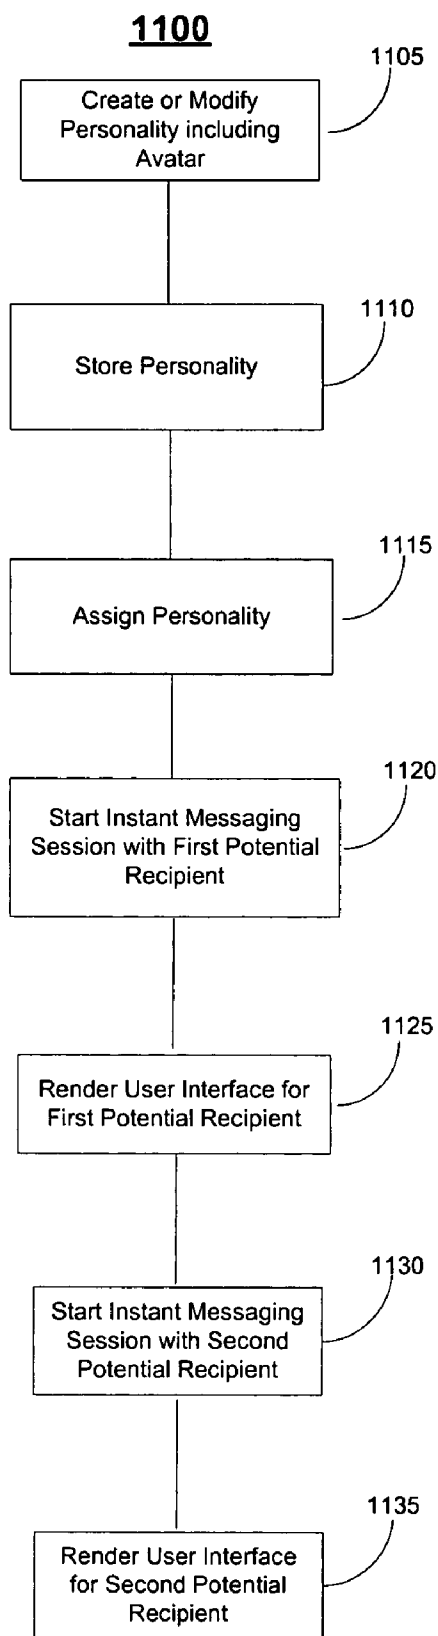 1100
1105
Create or Modify
Personality including
Avatar
1110
Store Personality
1115
Assign Personality
1120
Start Instant Messaging
Session with First Potential
Recipient
1125
Render User Interface for
First Potential Recipient
1130
Start Instant Messaging
Session with Second
Potential Recipient
1135
Render User Interface
for Second Potential
Recipient